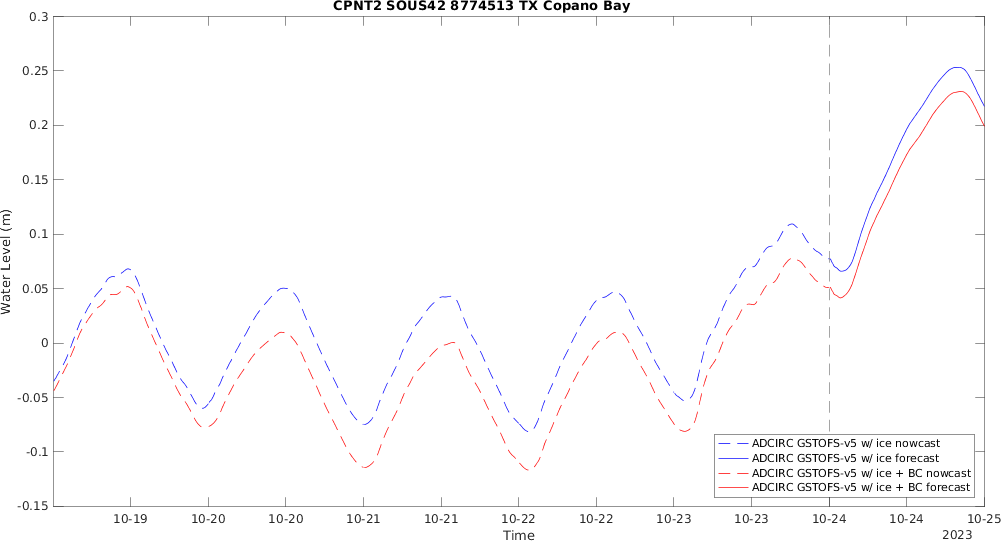 CPNT2 SOUS42 8774513 TX Copano Bay
0.3
0.25
0.2
0.15
0.1
0.05
0
-0.05
-0.1
-0.15
Water Level (m)
ADCIRC GSTOFS-v5 w/ ice nowcast
ADCIRC GSTOFS-v5 w/ ice forecast
ADCIRC GSTOFS-v5 w/ ice + BC nowcast
ADCIRC GSTOFS-v5 w/ ice + BC forecast
10-19 10-20 10-20 10-21 10-21 10-22 10-22 10-23 10-23 10-24 10-24 10-25
Time
2023